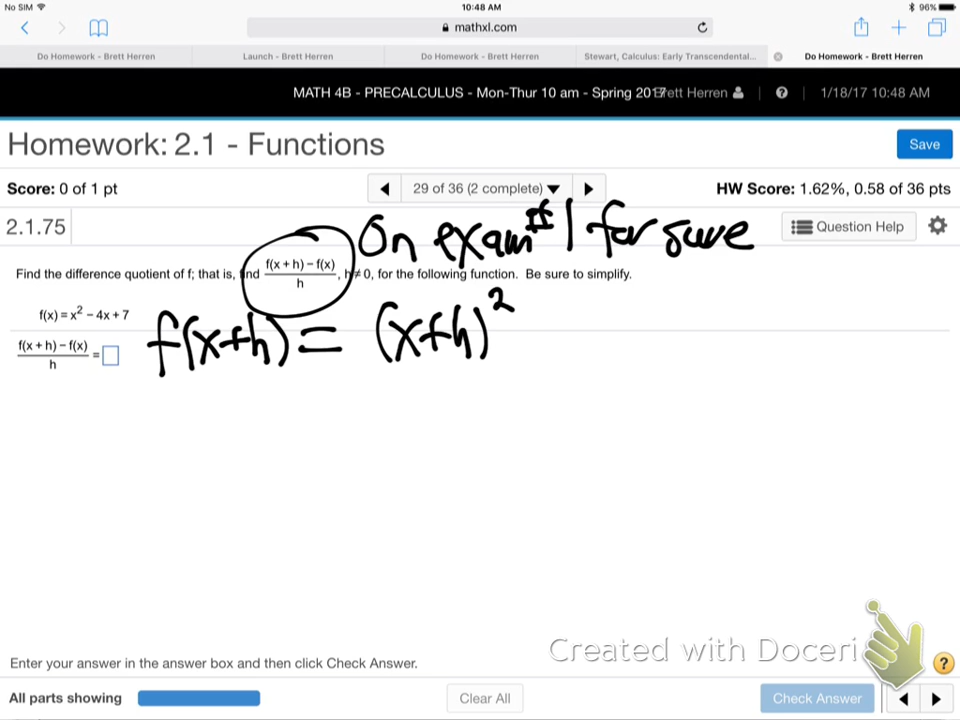 No SIM 10:48 AM 96%
mathxl.com
Do Homework - Brett Herren Launch - Brett Herren Do Homework - Brett Herren Stewart, Calculus: Early Transcendental... Do Homework - Brett Herren
MATH 4B - PRECALCULUS - Mon-Thur 10 am - Spring 2017 Brett Herren ? 1/18/17 10:48 AM
Homework: 2.1 - Functions Save
Score: 0 of 1 pt 29 of 36 (2 complete) HW Score: 1.62%, 0.58 of 36 pts
2.1.75 Question Help
On exam #1 for sure
Find the difference quotient of f; that is, find (f(x + h) − f(x))/h, h ≠ 0, for the following function. Be sure to simplify.
f(x) = x² − 4x + 7
(f(x + h) − f(x))/h =
f(x+h) = (x+h)²
Created with Doceri
Enter your answer in the answer box and then click Check Answer. ?
All parts showing Clear All Check Answer